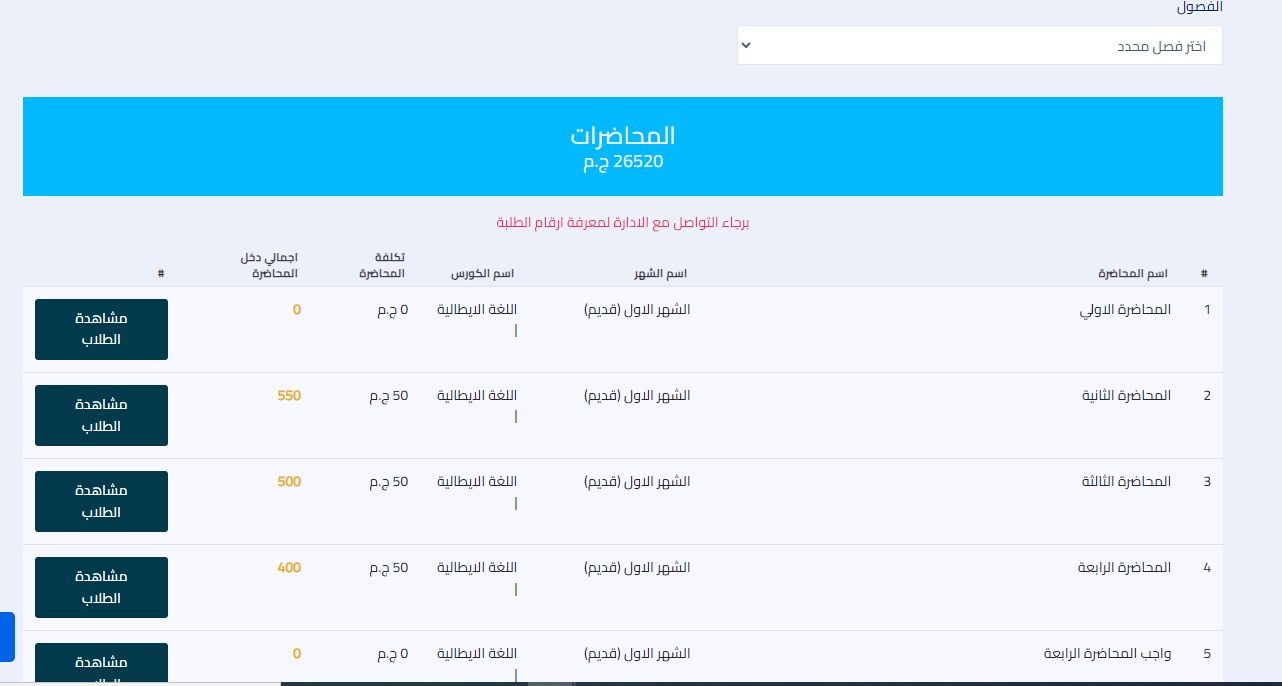 الفصول
اختر فصل محدد
المحاضرات
26520 ج.م
برجاء التواصل مع الادارة لمعرفة ارقام الطلبة
# اسم المحاضرة اسم الشهر اسم الكورس تكلفة المحاضرة اجمالي دخل المحاضرة #
1 المحاضرة الاولي الشهر الاول (قديم) اللغة الايطالية | 0 ج.م 0 مشاهدة الطلاب
2 المحاضرة الثانية الشهر الاول (قديم) اللغة الايطالية | 50 ج.م 550 مشاهدة الطلاب
3 المحاضرة الثالثة الشهر الاول (قديم) اللغة الايطالية | 50 ج.م 500 مشاهدة الطلاب
4 المحاضرة الرابعة الشهر الاول (قديم) اللغة الايطالية | 50 ج.م 400 مشاهدة الطلاب
5 واجب المحاضرة الرابعة الشهر الاول (قديم) اللغة الايطالية | 0 ج.م 0 مشاهدة